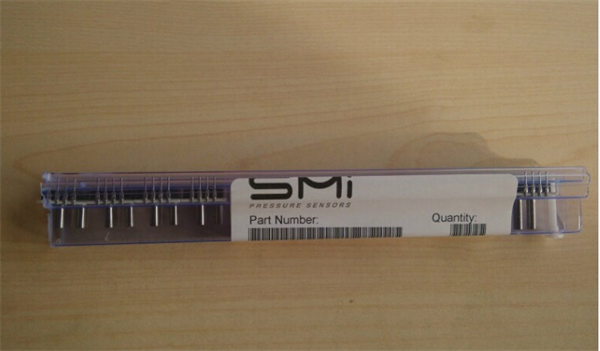 SMi
PRESSURE SENSORS
Part Number:
Quantity: